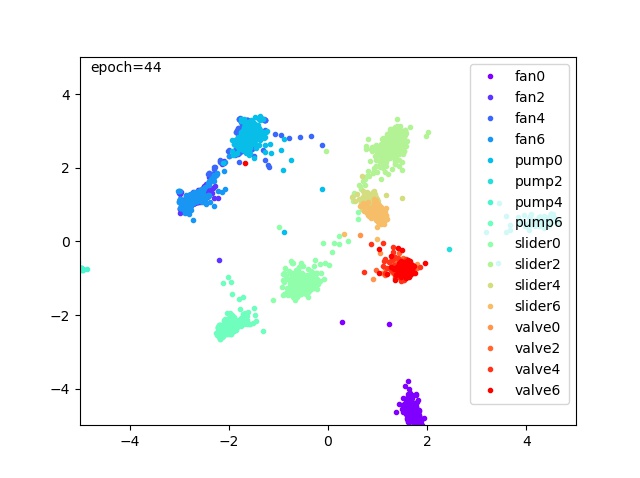 epoch=44
4
2
0
−2
−4
−4
−2
0
2
4
fan0
fan2
fan4
fan6
pump0
pump2
pump4
pump6
slider0
slider2
slider4
slider6
valve0
valve2
valve4
valve6